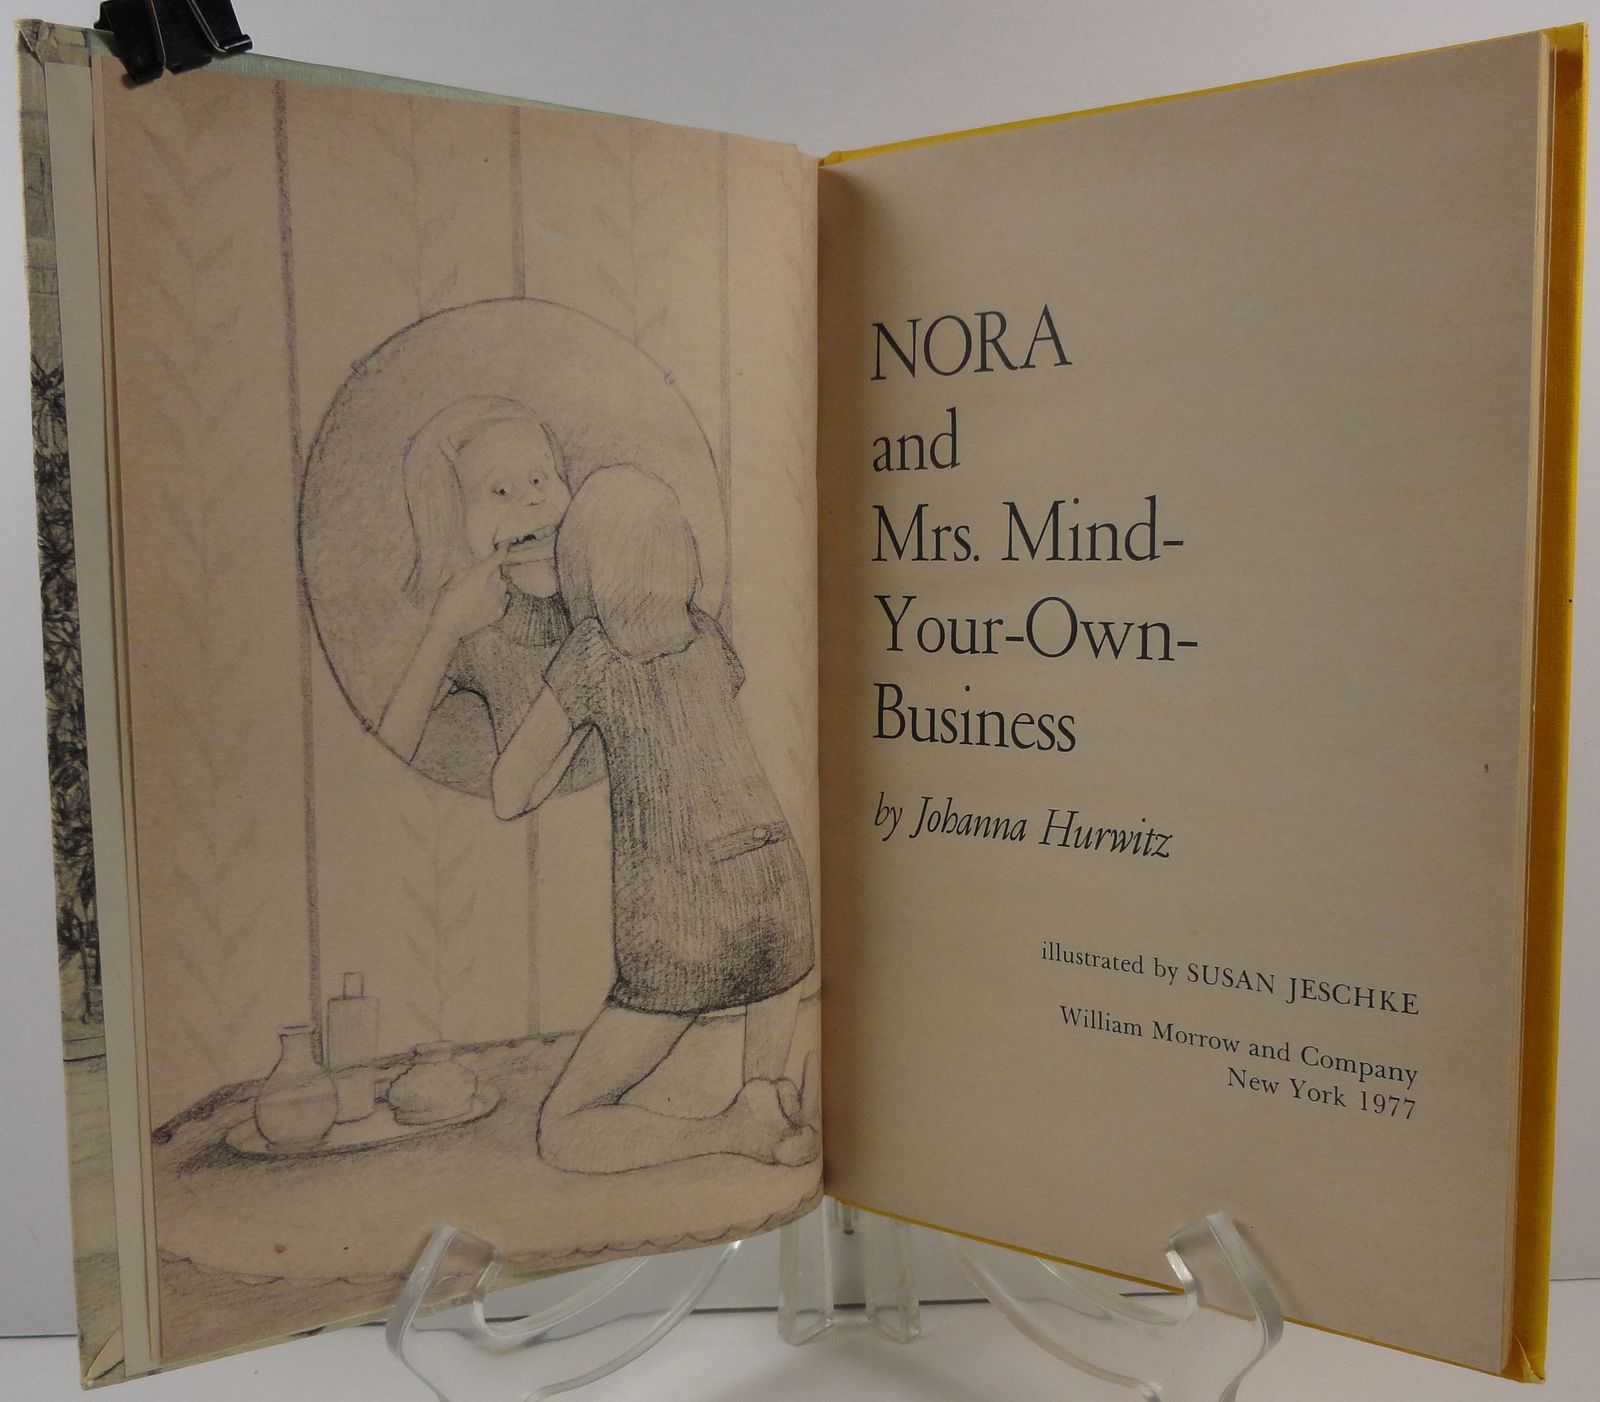 NORA
and
Mrs. Mind-
Your-Own-
Business
by Johanna Hurwitz
illustrated by SUSAN JESCHKE
William Morrow and Company
New York 1977